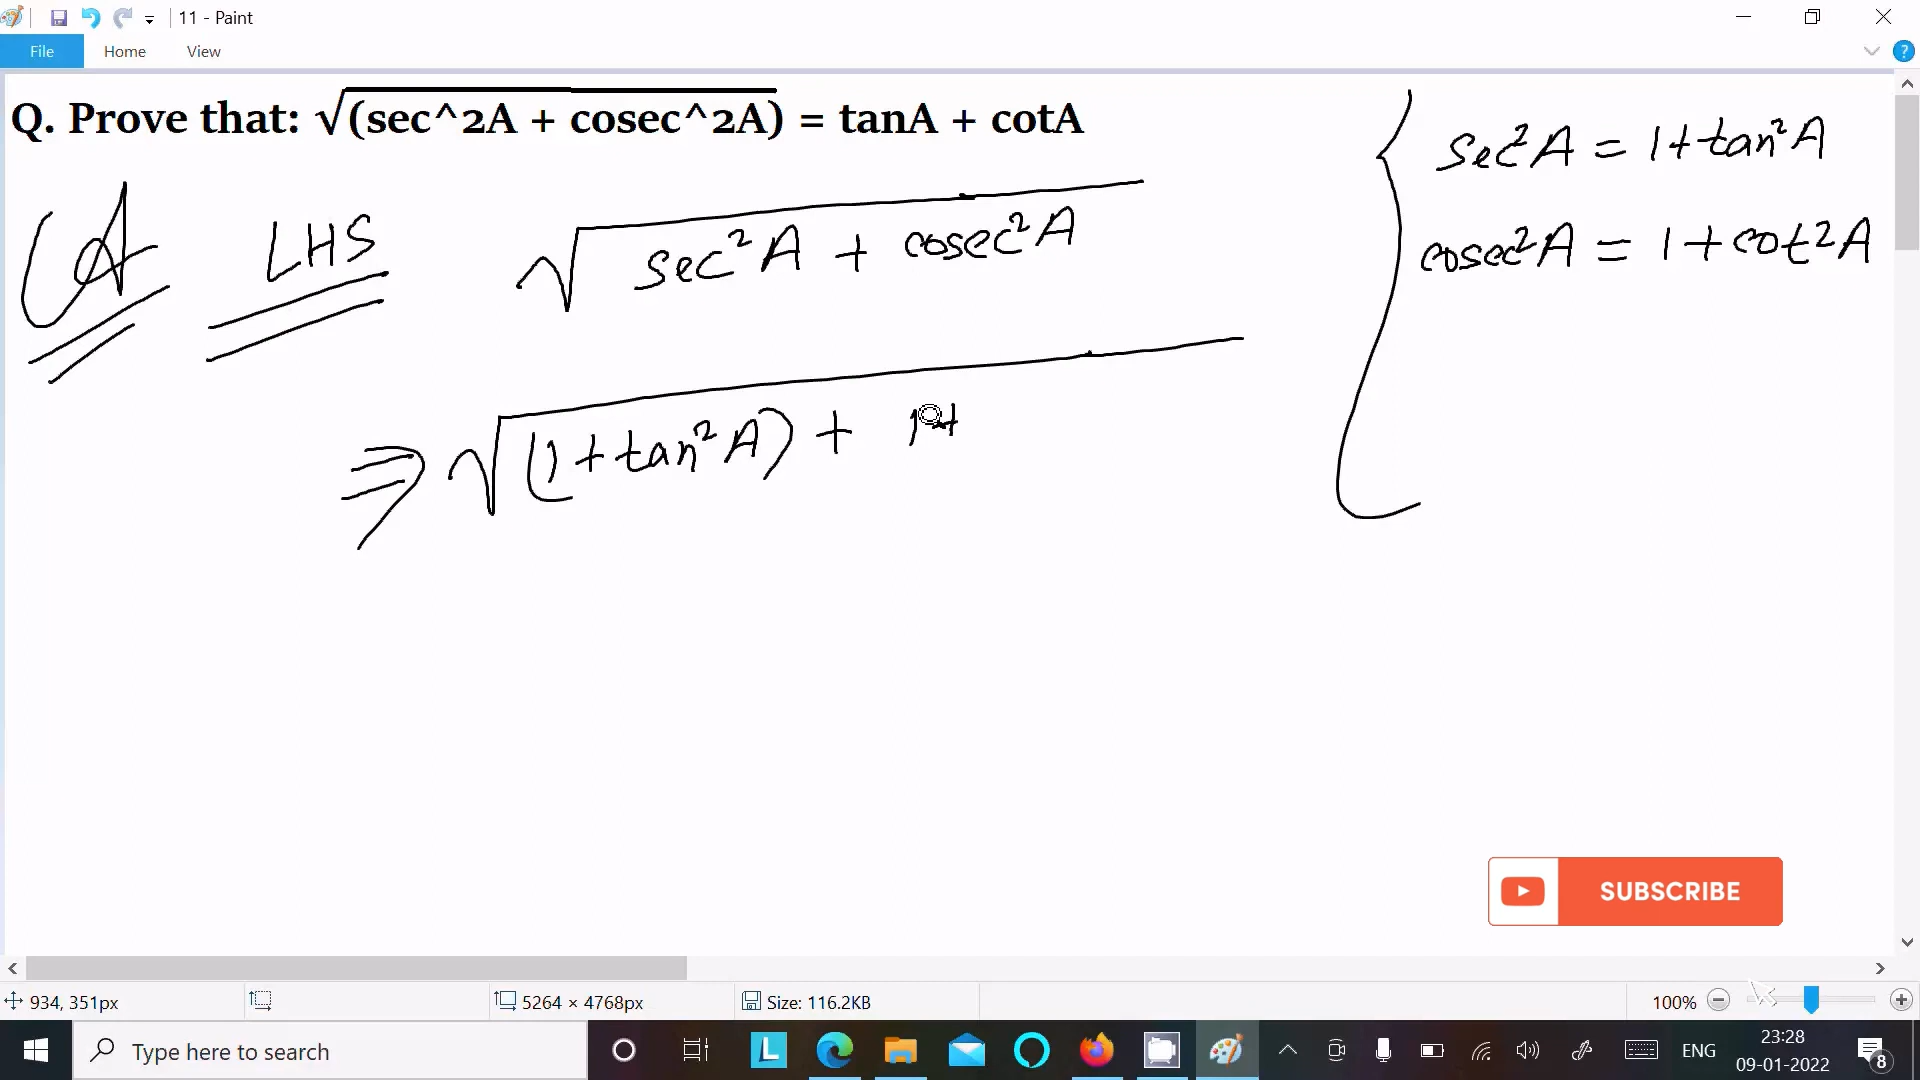 11 - Paint
File Home View
Q. Prove that: √(sec^2A + cosec^2A) = tanA + cotA
sec²A = 1+tan²A
cosec²A = 1+cot²A
A LHS √sec²A + cosec²A
⇒ √(1+tan²A) + 1+
SUBSCRIBE
934, 351px 5264 × 4768px Size: 116.2KB 100%
Type here to search
ENG
23:28
09-01-2022
8